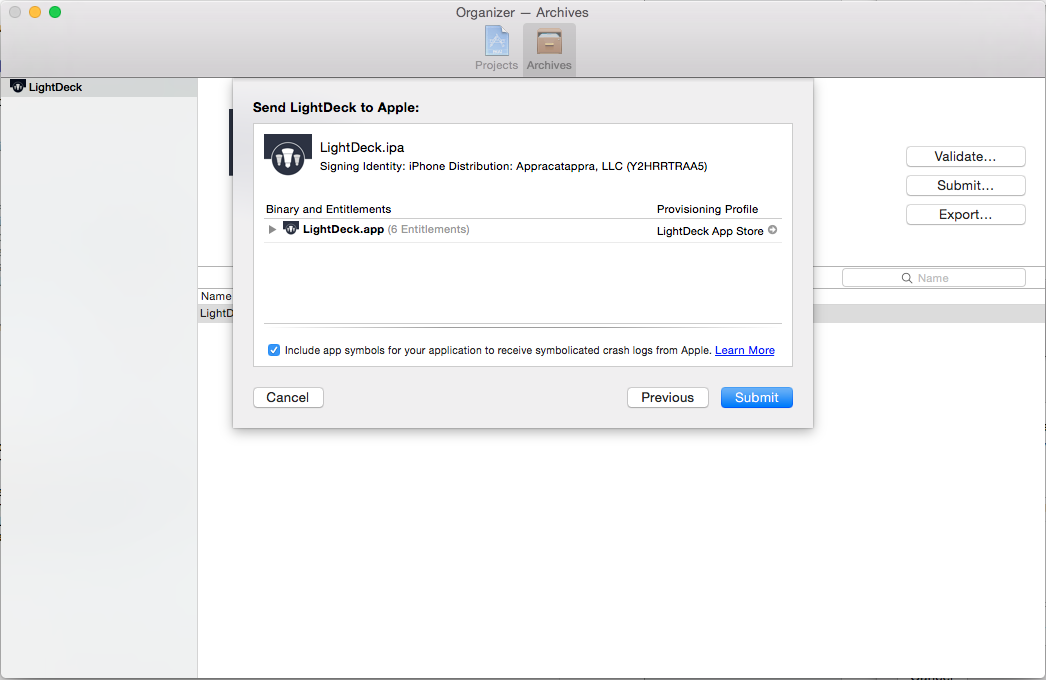 Organizer — Archives
Projects Archives
LightDeck
Send LightDeck to Apple:
LightDeck.ipa
Signing Identity: iPhone Distribution: Appracatappra, LLC (Y2HRRTRAA5)
Binary and Entitlements Provisioning Profile
LightDeck.app (6 Entitlements) LightDeck App Store
Include app symbols for your application to receive symbolicated crash logs from Apple. Learn More
Cancel Previous Submit
Validate...
Submit...
Export...
Name
Name
LightD